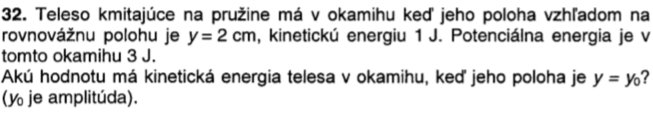 32. Teleso kmitajúce na pružine má v okamihu keď jeho poloha vzhľadom na
rovnovážnu polohu je y = 2 cm, kinetickú energiu 1 J. Potenciálna energia je v
tomto okamihu 3 J.
Akú hodnotu má kinetická energia telesa v okamihu, keď jeho poloha je y = y₀?
(y₀ je amplitúda).